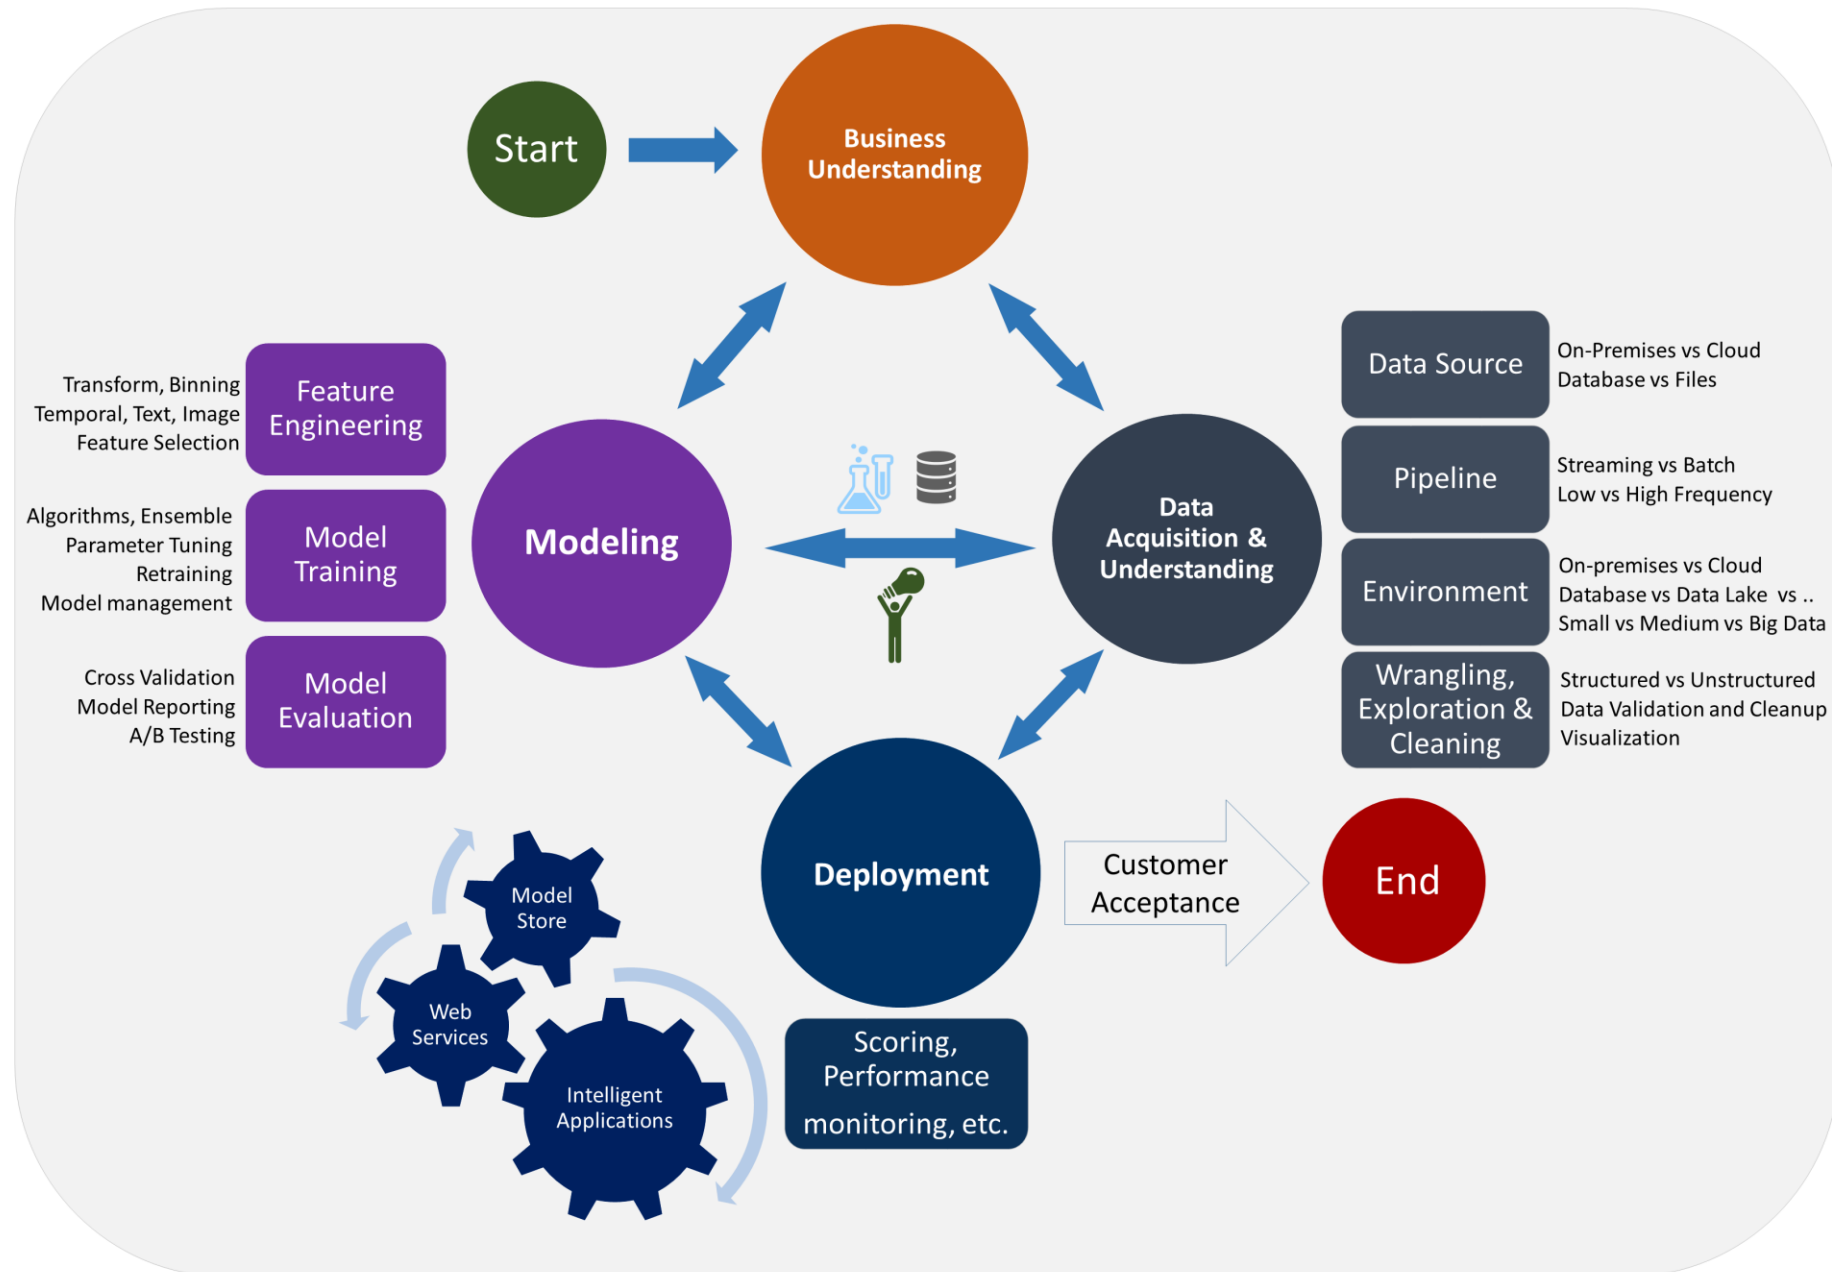 Start
Business
Understanding
Transform, Binning
Temporal, Text, Image
Feature Selection
Feature
Engineering
Algorithms, Ensemble
Parameter Tuning
Retraining
Model management
Model
Training
Cross Validation
Model Reporting
A/B Testing
Model
Evaluation
Modeling
Data
Acquisition &
Understanding
Data Source
On-Premises vs Cloud
Database vs Files
Pipeline
Streaming vs Batch
Low vs High Frequency
Environment
On-premises vs Cloud
Database vs Data Lake vs ..
Small vs Medium vs Big Data
Wrangling,
Exploration &
Cleaning
Structured vs Unstructured
Data Validation and Cleanup
Visualization
Model
Store
Web
Services
Intelligent
Applications
Deployment
Scoring,
Performance
monitoring, etc.
Customer
Acceptance
End